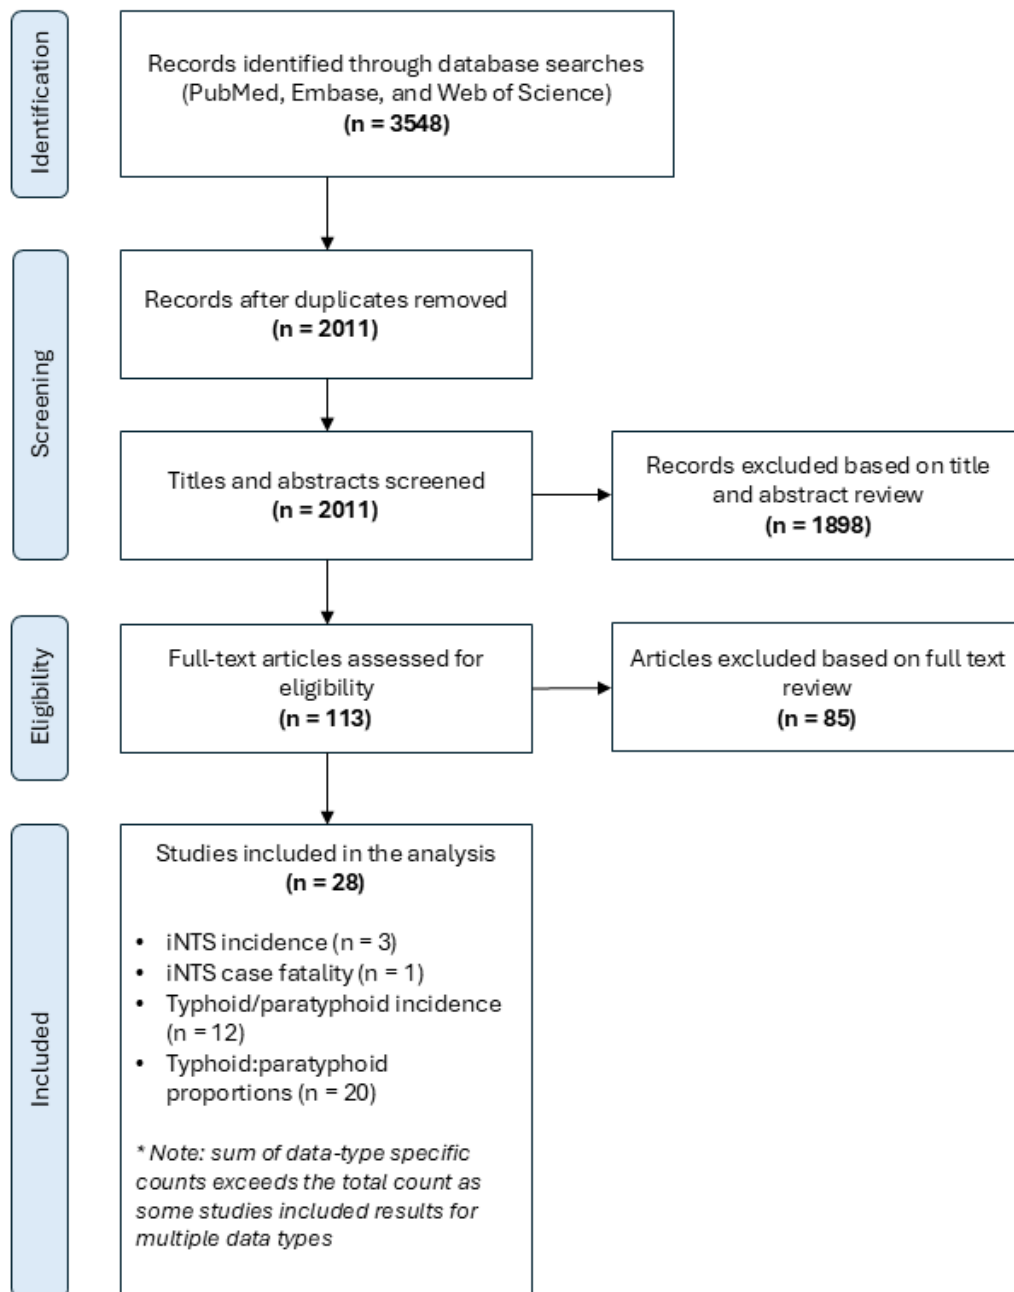 Identification
Records identified through database searches
(PubMed, Embase, and Web of Science)
(n = 3548)
Screening
Records after duplicates removed
(n = 2011)
Titles and abstracts screened
(n = 2011)
Records excluded based on title
and abstract review
(n = 1898)
Eligibility
Full-text articles assessed for
eligibility
(n = 113)
Articles excluded based on full text
review
(n = 85)
Included
Studies included in the analysis
(n = 28)
• iNTS incidence (n = 3)
• iNTS case fatality (n = 1)
• Typhoid/paratyphoid incidence
(n = 12)
• Typhoid:paratyphoid
proportions (n = 20)
* Note: sum of data-type specific
counts exceeds the total count as
some studies included results for
multiple data types